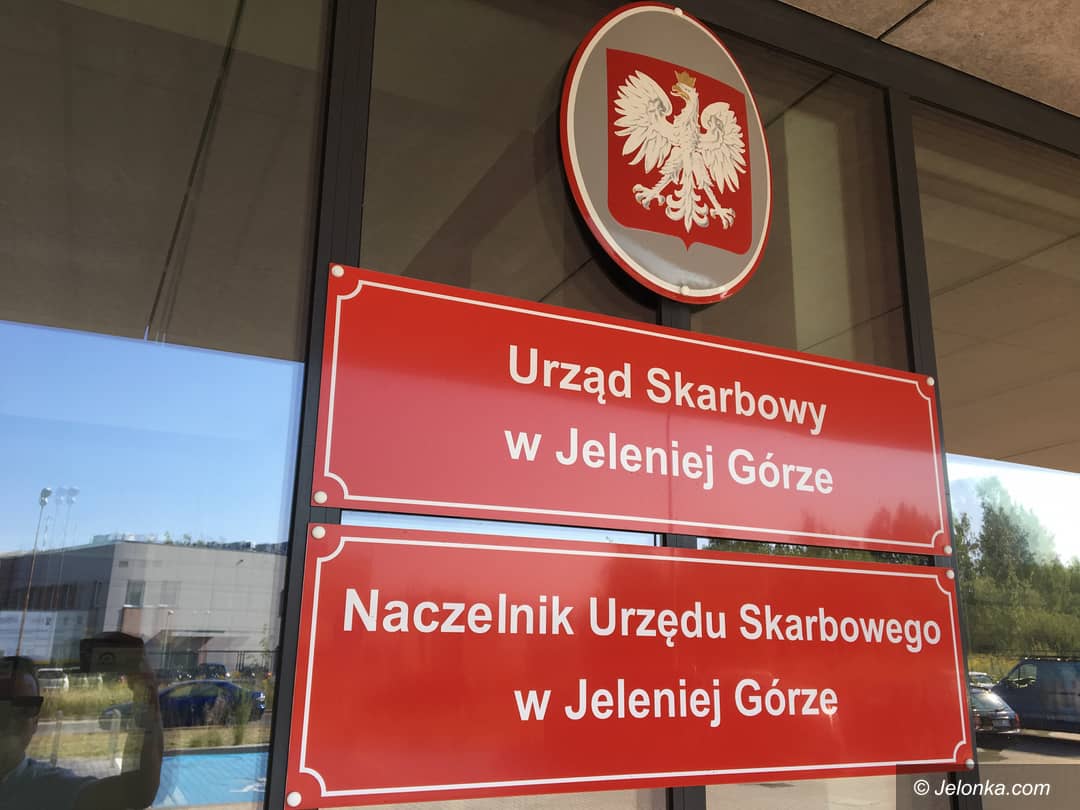 Urząd Skarbowy
w Jeleniej Górze
Naczelnik Urzędu Skarbowego
w Jeleniej Górze
© Jelonka.com